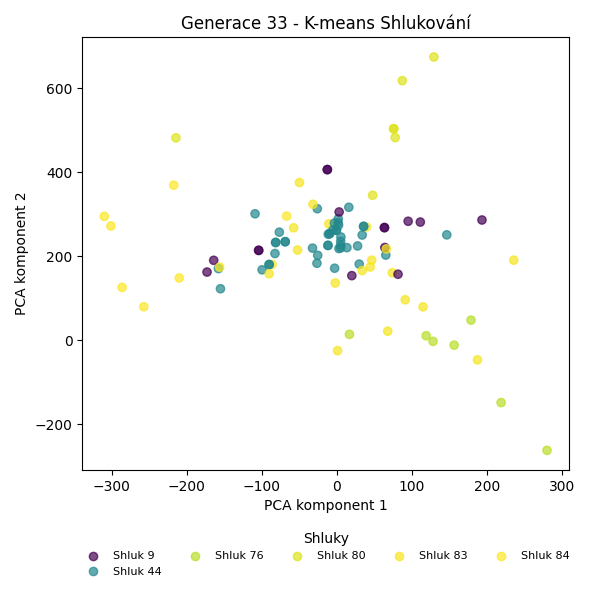 Generace 33 - K-means Shlukování
600
400
200
0
−200
PCA komponent 2
−300 −200 −100 0 100 200 300
PCA komponent 1
Shluky
Shluk 9 Shluk 76 Shluk 80 Shluk 83 Shluk 84
Shluk 44